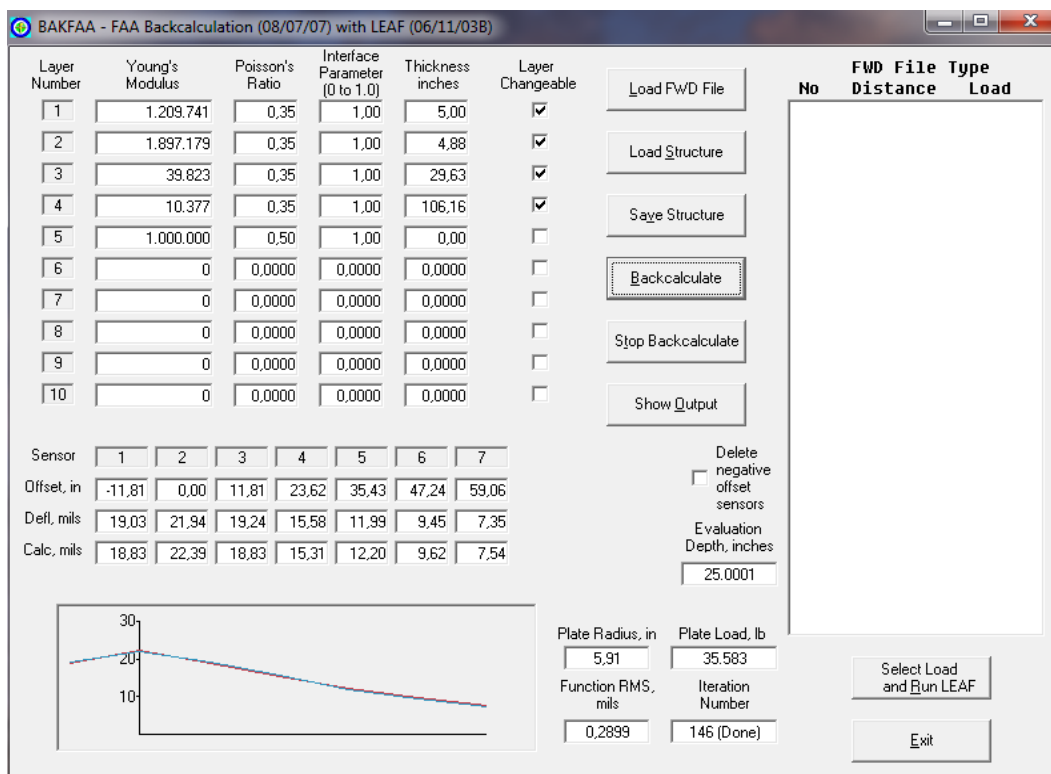 BAKFAA - FAA Backcalculation (08/07/07) with LEAF (06/11/03B)
Layer Number Young's Modulus Poisson's Ratio Interface Parameter (0 to 1.0) Thickness inches Layer Changeable
1 1.209.741 0,35 1,00 5,00
2 1.897.179 0,35 1,00 4,88
3 39.823 0,35 1,00 29,63
4 10.377 0,35 1,00 106,16
5 1.000.000 0,50 1,00 0,00
6 0 0,0000 0,0000 0,0000
7 0 0,0000 0,0000 0,0000
8 0 0,0000 0,0000 0,0000
9 0 0,0000 0,0000 0,0000
10 0 0,0000 0,0000 0,0000
Load FWD File
Load Structure
Save Structure
Backcalculate
Stop Backcalculate
Show Output
FWD File Type
No Distance Load
Sensor 1 2 3 4 5 6 7
Offset, in -11,81 0,00 11,81 23,62 35,43 47,24 59,06
Defl, mils 19,03 21,94 19,24 15,58 11,99 9,45 7,35
Calc, mils 18,83 22,39 18,83 15,31 12,20 9,62 7,54
Delete
negative
offset
sensors
Evaluation
Depth, inches
25.0001
30
20
10
Plate Radius, in Plate Load, lb
5,91 35.583
Function RMS, mils Iteration Number
0,2899 146 (Done)
Select Load
and Run LEAF
Exit